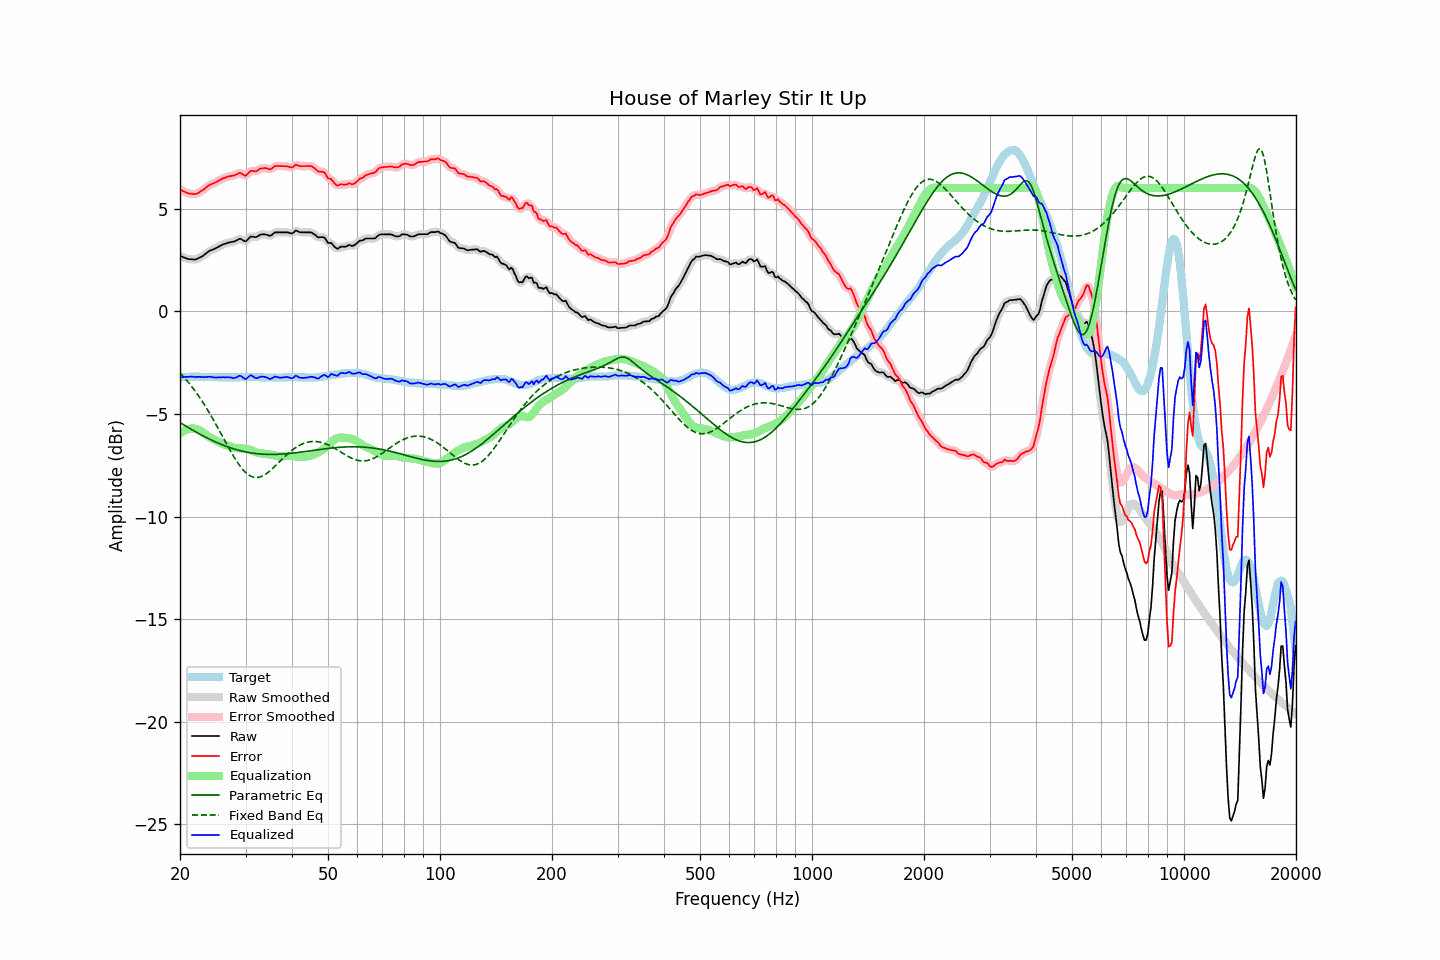 House of Marley Stir It Up
Amplitude (dBr)
5
0
−5
−10
−15
−20
−25
Target
Raw Smoothed
Error Smoothed
Raw
Error
Equalization
Parametric Eq
Fixed Band Eq
Equalized
20 50 100 200 500 1000 2000 5000 10000 20000
Frequency (Hz)